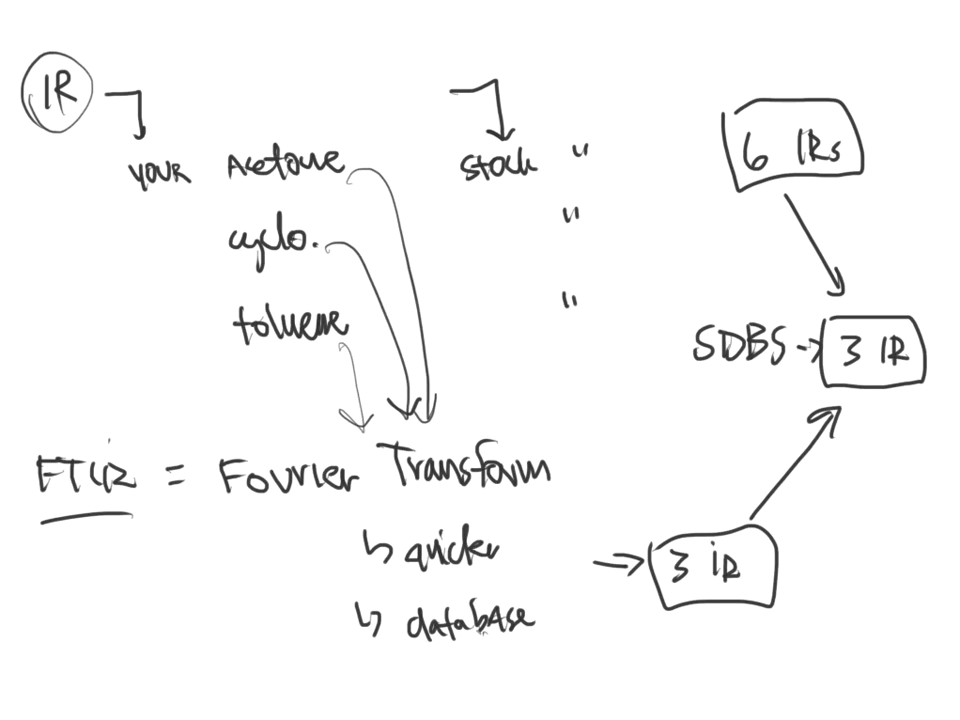 IR
YOUR Acetone stock "
6 IRs
cyclo. "
toluene "
SDBS → 3 IR
FTIR = Fourier Transform
↳ quicker → 3 IR
↳ database